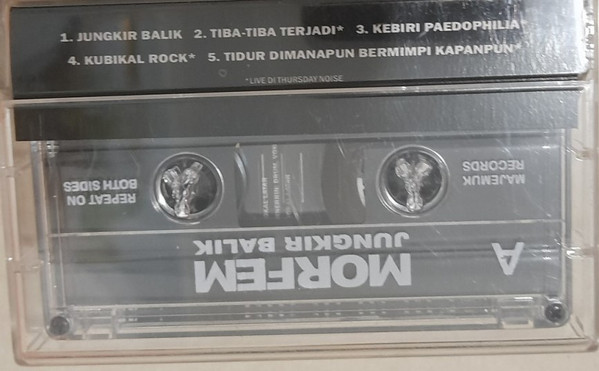 1. JUNGKIR BALIK 2. TIBA-TIBA TERJADI* 3. KEBIRI PAEDOPHILIA*
4. KUBIKAL ROCK* 5. TIDUR DIMANAPUN BERMIMPI KAPANPUN*
*LIVE DI THURSDAY NOISE
A
MORFEM
JUNGKIR BALIK
MAJEMUK
RECORDS
REPEAT ON
BOTH SIDES